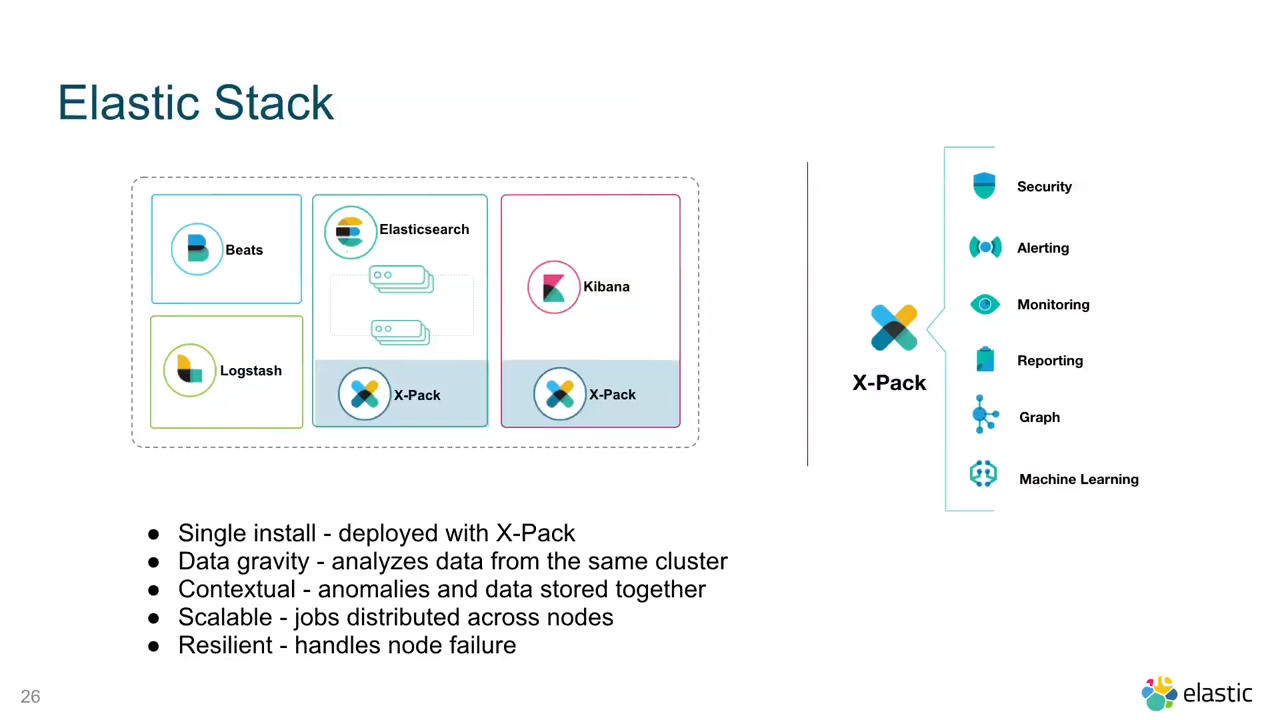 Elastic Stack
Beats
Logstash
Elasticsearch
X-Pack
Kibana
X-Pack
X-Pack
Security
Alerting
Monitoring
Reporting
Graph
Machine Learning
● Single install - deployed with X-Pack
● Data gravity - analyzes data from the same cluster
● Contextual - anomalies and data stored together
● Scalable - jobs distributed across nodes
● Resilient - handles node failure
26
elastic